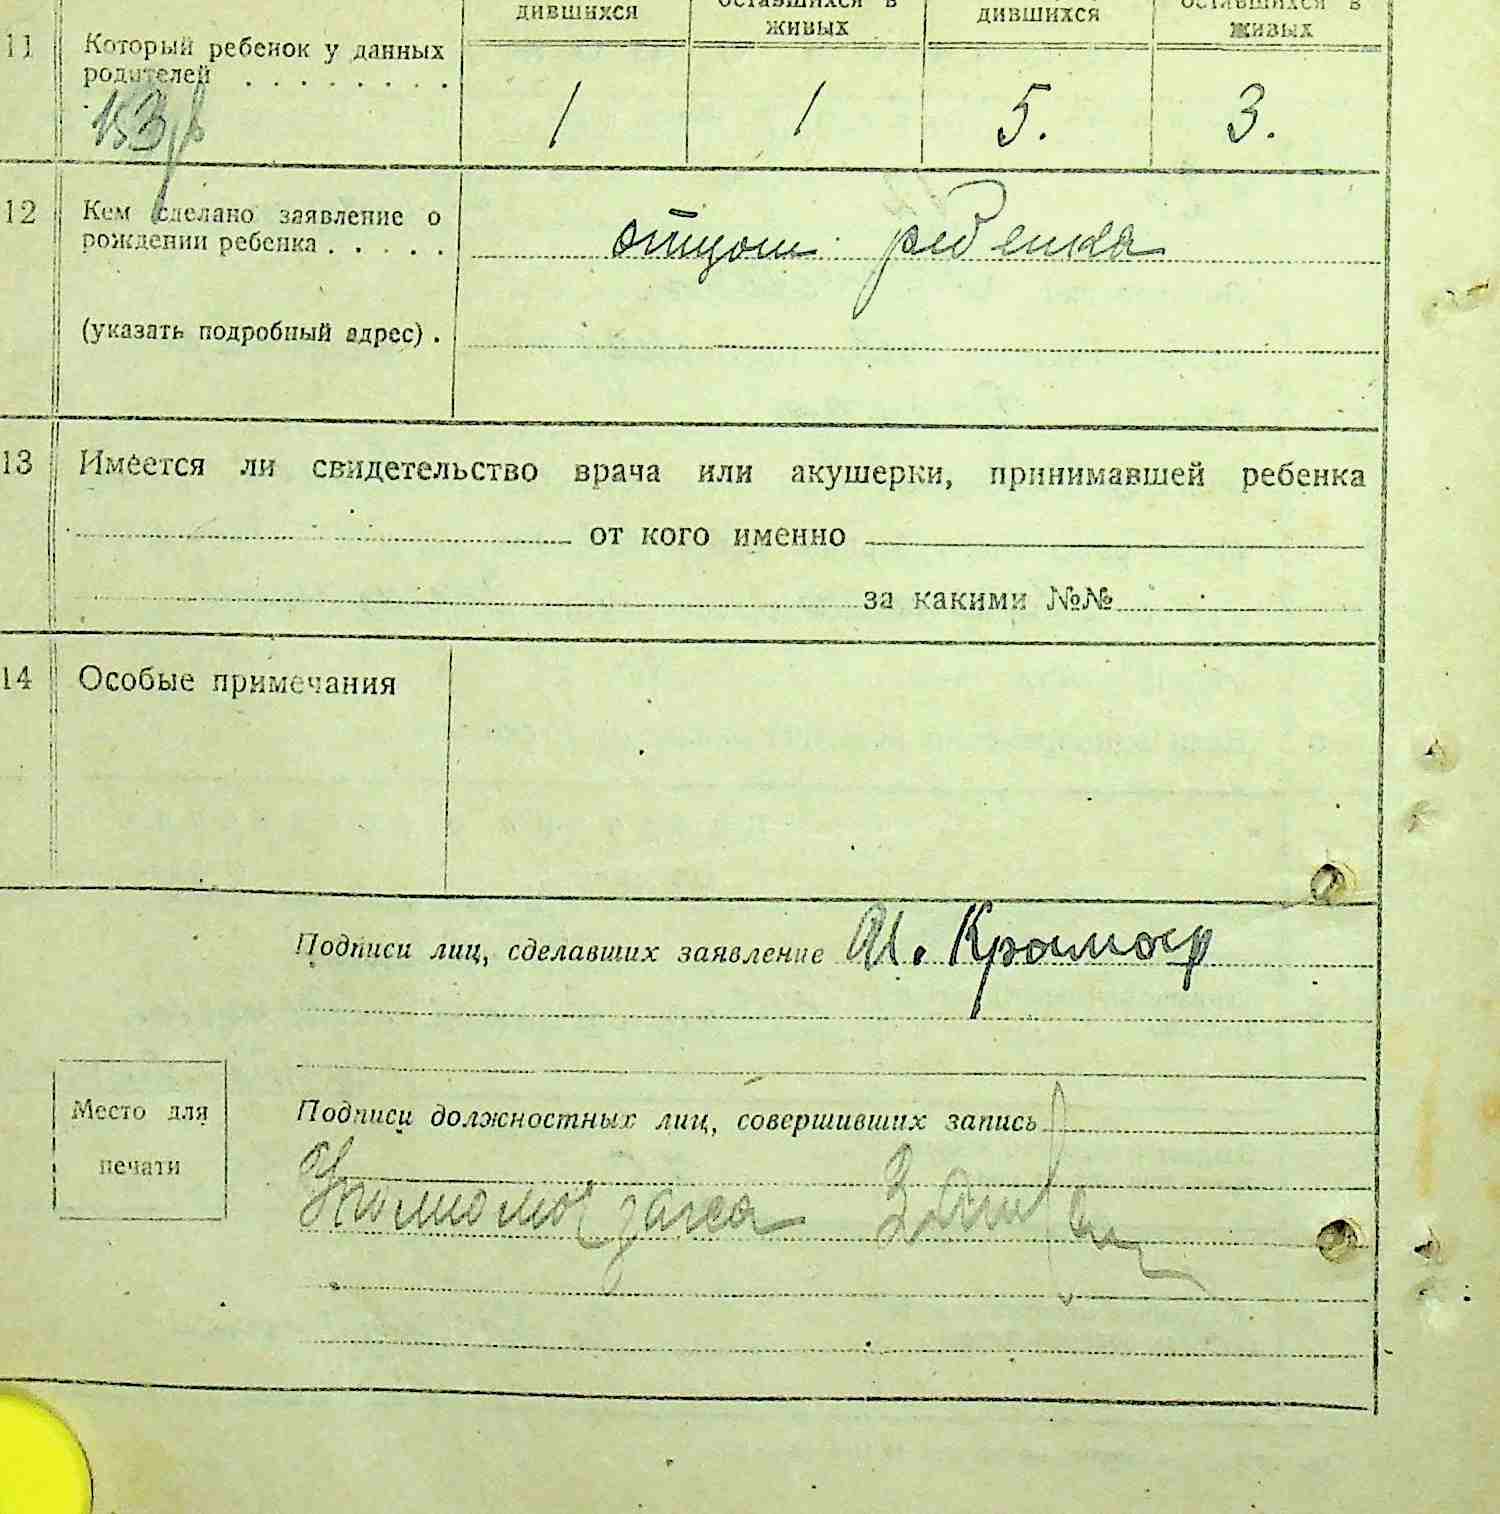 дившихся оставшихся в живых дившихся оставшихся в живых
11 Который ребенок у данных
родителей . . . . . . . . 1 1 5. 3.
12 Кем сделано заявление о
рождении ребенка . . . . . отцом ребенка
(указать подробный адрес) .
13 Имеется ли свидетельство врача или акушерки, принимавшей ребенка
от кого именно
за какими №№
14 Особые примечания
Подписи лиц, сделавших заявление И. Крамар
Место для
печати
Подписи должностных лиц, совершивших запись
загса